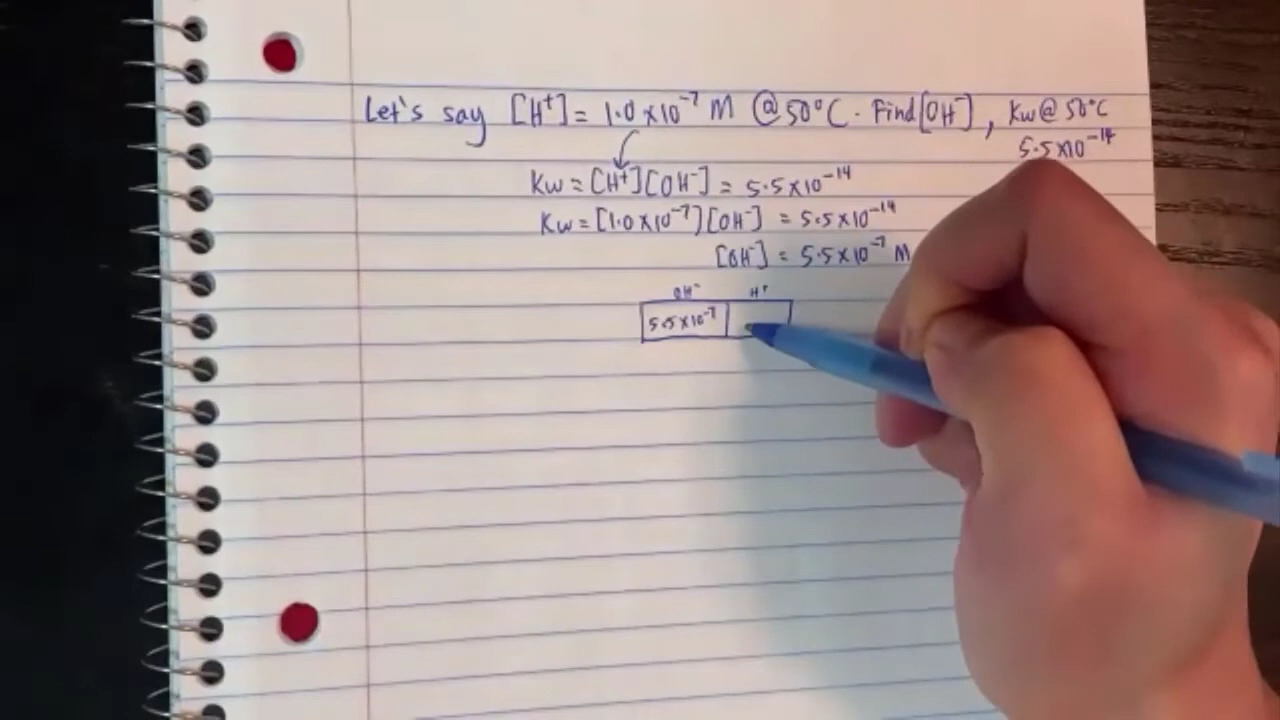 Let's say [H⁺] = 1.0 x 10⁻⁷ M @ 50°C. Find [OH⁻], Kw @ 50°C
5.5 x 10⁻¹⁴
Kw = [H⁺][OH⁻] = 5.5 x 10⁻¹⁴
Kw = [1.0 x 10⁻⁷][OH⁻] = 5.5 x 10⁻¹⁴
[OH⁻] = 5.5 x 10⁻⁷ M
OH⁻ H⁺
5.5 x 10⁻⁷